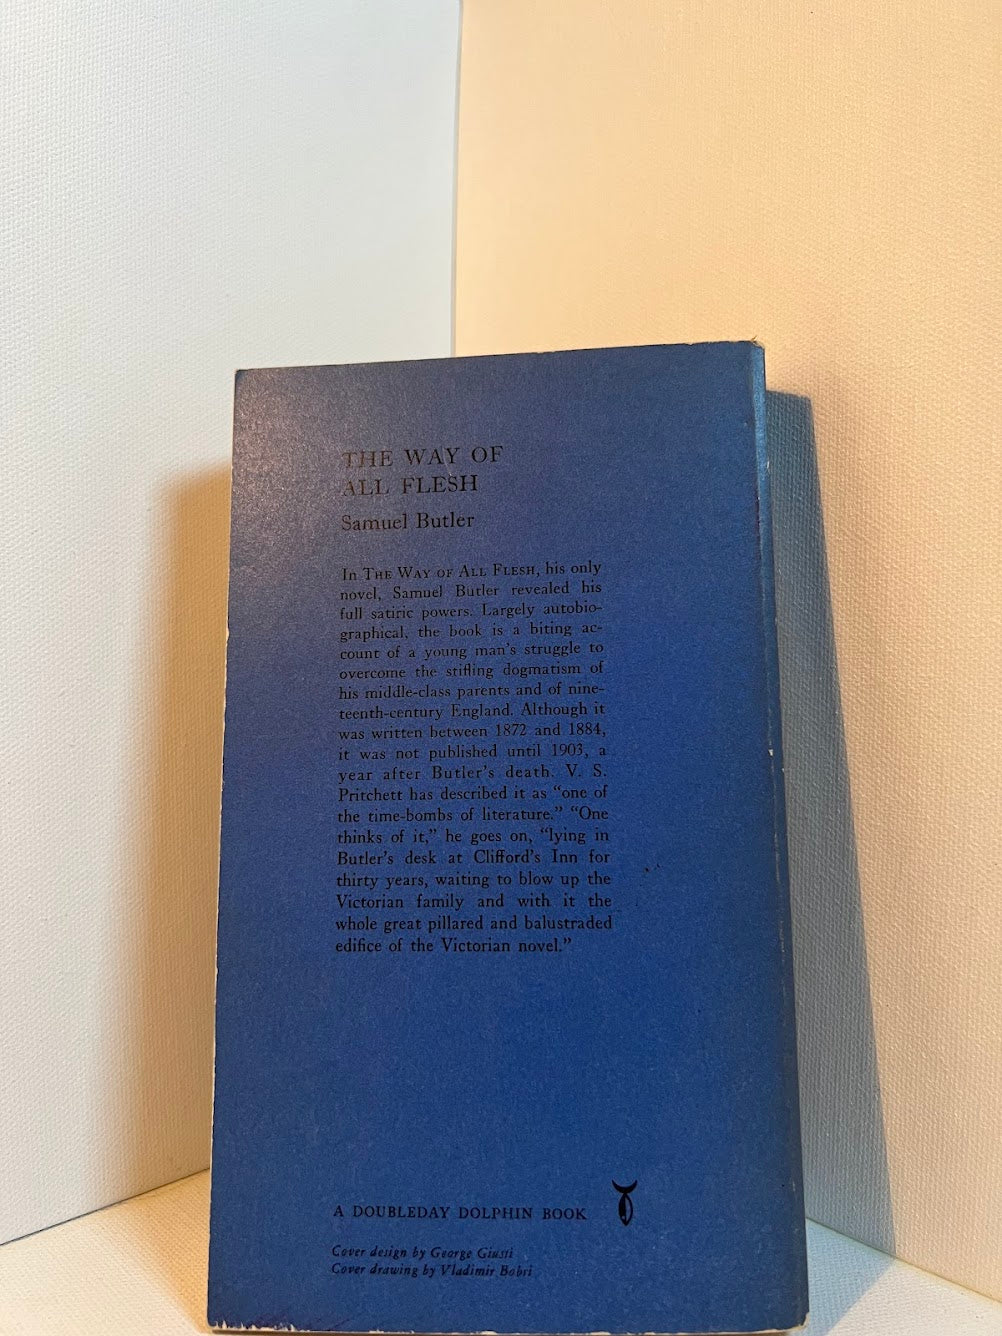 THE WAY OF
ALL FLESH
Samuel Butler
In THE WAY OF ALL FLESH, his only
novel, Samuel Butler revealed his
full satiric powers. Largely autobio-
graphical, the book is a biting ac-
count of a young man's struggle to
overcome the stifling dogmatism of
his middle-class parents and of nine-
teenth-century England. Although it
was written between 1872 and 1884,
it was not published until 1903, a
year after Butler's death. V. S.
Pritchett has described it as “one of
the time-bombs of literature.” “One
thinks of it,” he goes on, “lying in
Butler's desk at Clifford's Inn for
thirty years, waiting to blow up the
Victorian family and with it the
whole great pillared and balustraded
edifice of the Victorian novel.”
A DOUBLEDAY DOLPHIN BOOK
Cover design by George Giusti
Cover drawing by Vladimir Bobri